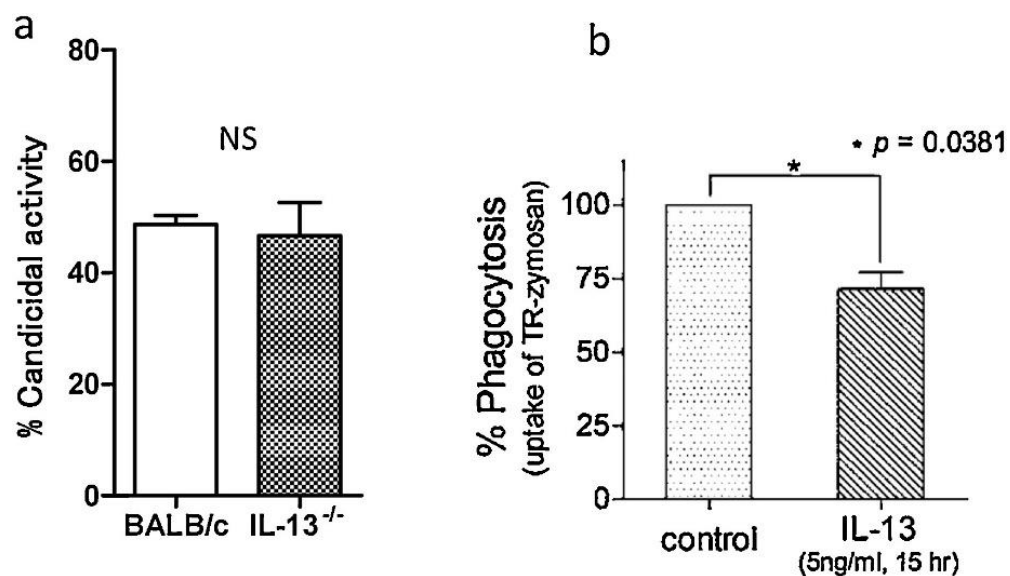 a
80
60
40
20
0
% Candicidal activity
NS
BALB/c IL-13-/-
b
* p = 0.0381
*
100
75
50
25
0
% Phagocytosis
(uptake of TR-zymosan)
control
IL-13
(5ng/ml, 15 hr)